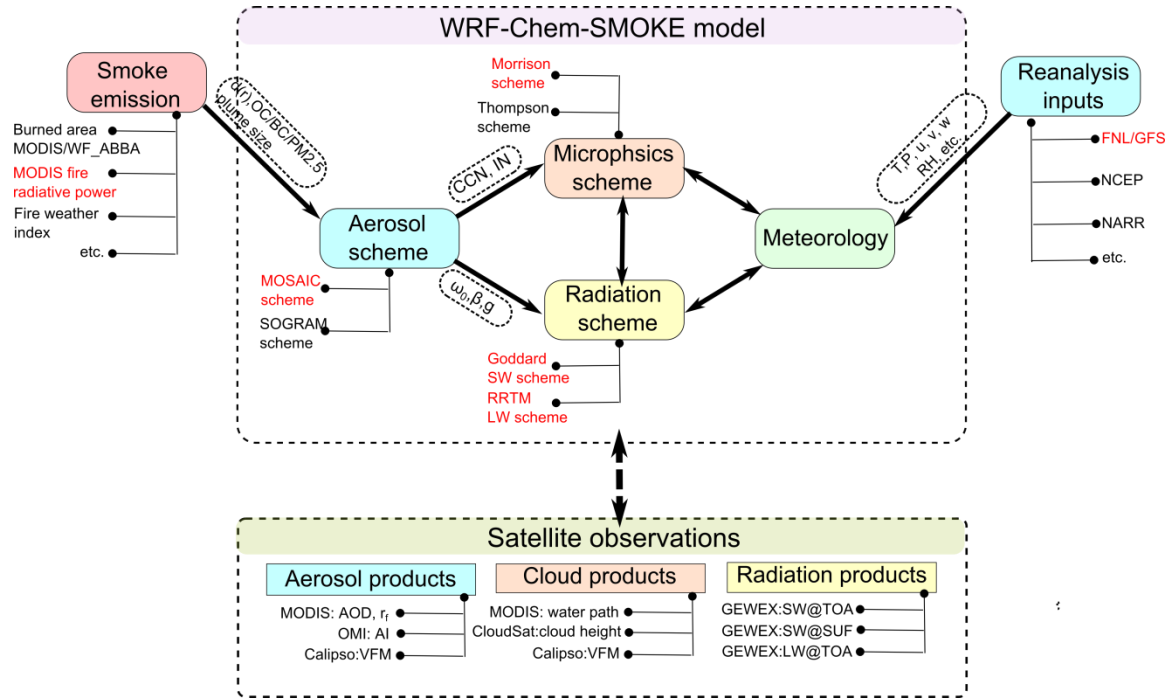 WRF-Chem-SMOKE model
Smoke
emission
Burned area
MODIS/WF_ABBA
MODIS fire
radiative power
Fire weather
index
etc.
α(r),OC/BC/PM2.5
plume size
Aerosol
scheme
MOSAIC
scheme
SOGRAM
scheme
CCN, IN
ω₀,β,g
Morrison
scheme
Thompson
scheme
Microphsics
scheme
Radiation
scheme
Goddard
SW scheme
RRTM
LW scheme
Meteorology
T,P, u, v, w
RH, etc.
Reanalysis
inputs
FNL/GFS
NCEP
NARR
etc.
Satellite observations
Aerosol products
MODIS: AOD, rf
OMI: AI
Calipso:VFM
Cloud products
MODIS: water path
CloudSat:cloud height
Calipso:VFM
Radiation products
GEWEX:SW@TOA
GEWEX:SW@SUF
GEWEX:LW@TOA